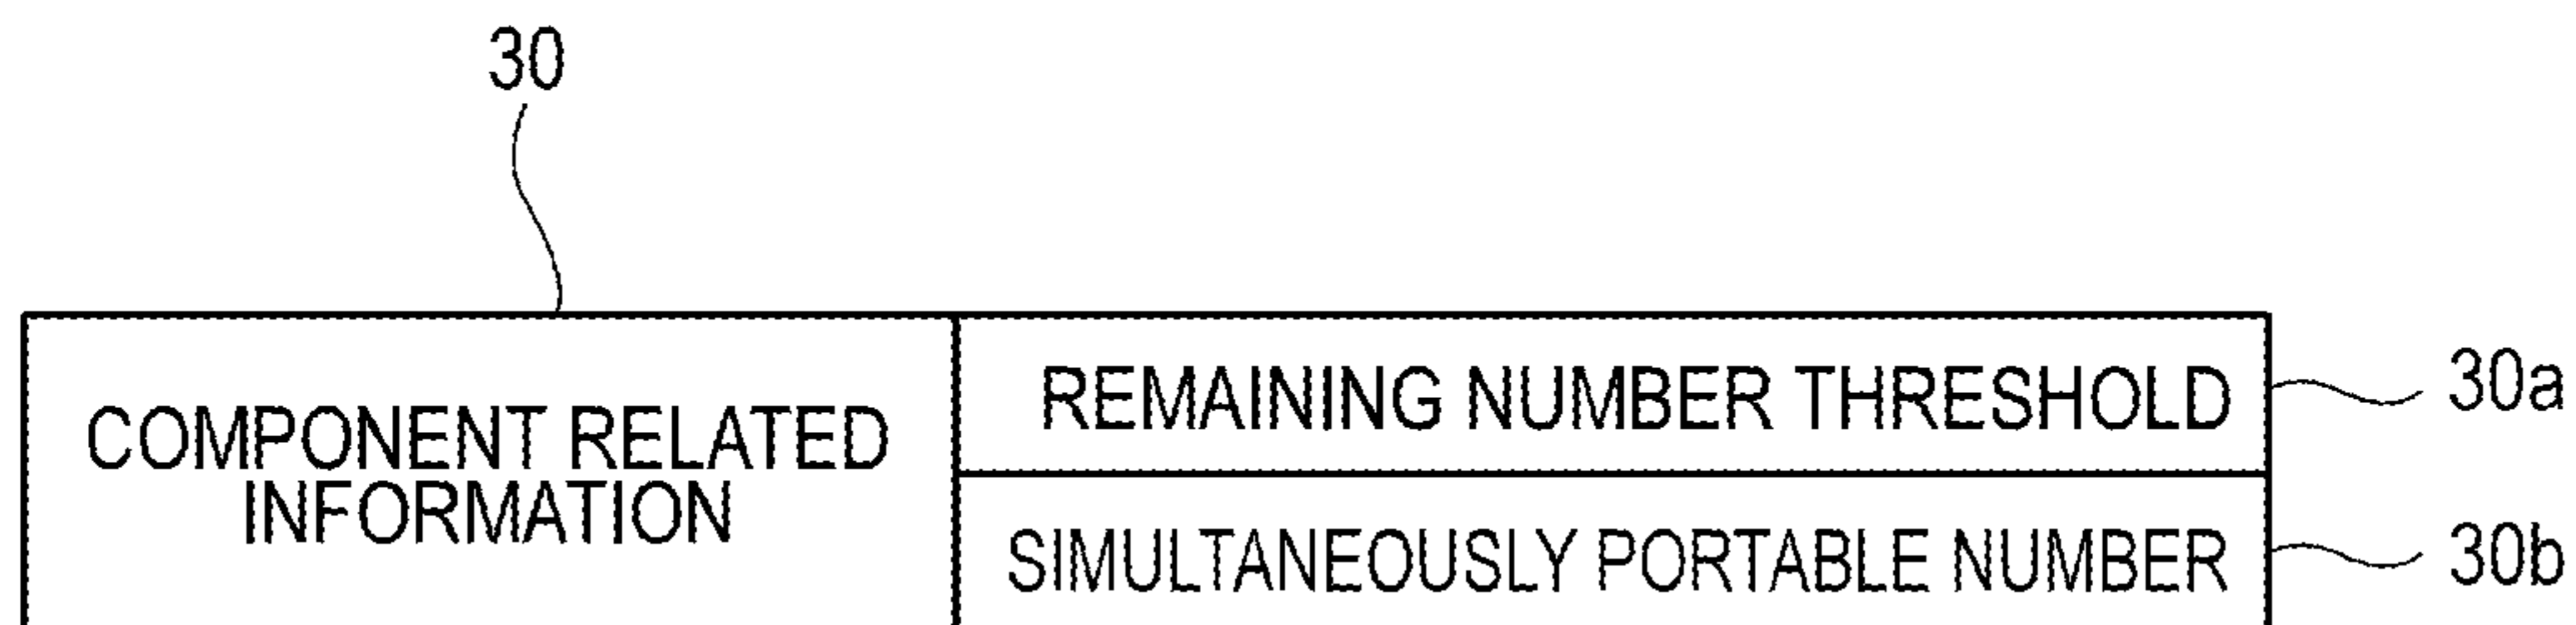 30
COMPONENT RELATED
INFORMATION
REMAINING NUMBER THRESHOLD
30a
SIMULTANEOUSLY PORTABLE NUMBER
30b